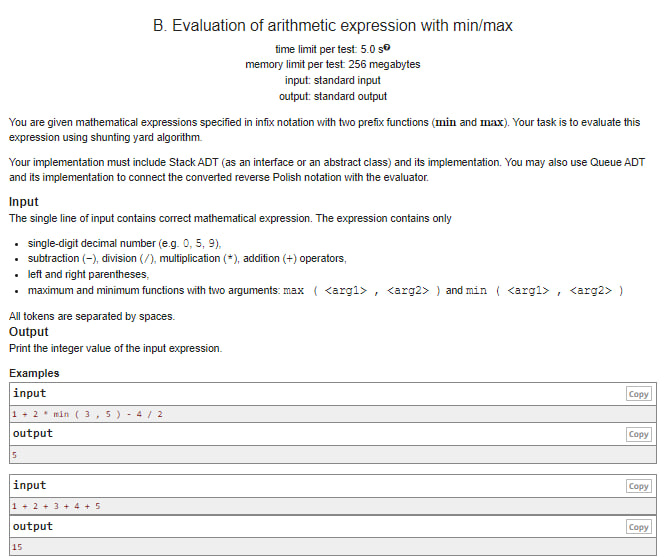 B. Evaluation of arithmetic expression with min/max
time limit per test: 5.0 s?
memory limit per test: 256 megabytes
input: standard input
output: standard output
You are given mathematical expressions specified in infix notation with two prefix functions (min and max). Your task is to evaluate this
expression using shunting yard algorithm.
Your implementation must include Stack ADT (as an interface or an abstract class) and its implementation. You may also use Queue ADT
and its implementation to connect the converted reverse Polish notation with the evaluator.
Input
The single line of input contains correct mathematical expression. The expression contains only
• single-digit decimal number (e.g. 0, 5, 9),
• subtraction (-), division (/), multiplication (*), addition (+) operators,
• left and right parentheses,
• maximum and minimum functions with two arguments: max ( <arg1> , <arg2> ) and min ( <arg1> , <arg2> )
All tokens are separated by spaces.
Output
Print the integer value of the input expression.
Examples
input Copy
1 + 2 * min ( 3 , 5 ) - 4 / 2
output Copy
5
input Copy
1 + 2 + 3 + 4 + 5
output Copy
15